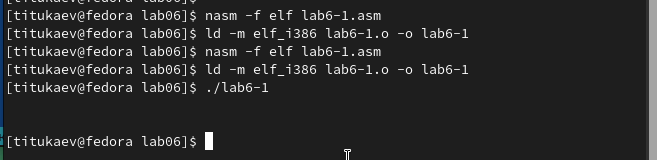 [titukaev@fedora lab06]$ nasm -f elf lab6-1.asm
[titukaev@fedora lab06]$ ld -m elf_i386 lab6-1.o -o lab6-1
[titukaev@fedora lab06]$ nasm -f elf lab6-1.asm
[titukaev@fedora lab06]$ ld -m elf_i386 lab6-1.o -o lab6-1
[titukaev@fedora lab06]$ ./lab6-1
[titukaev@fedora lab06]$